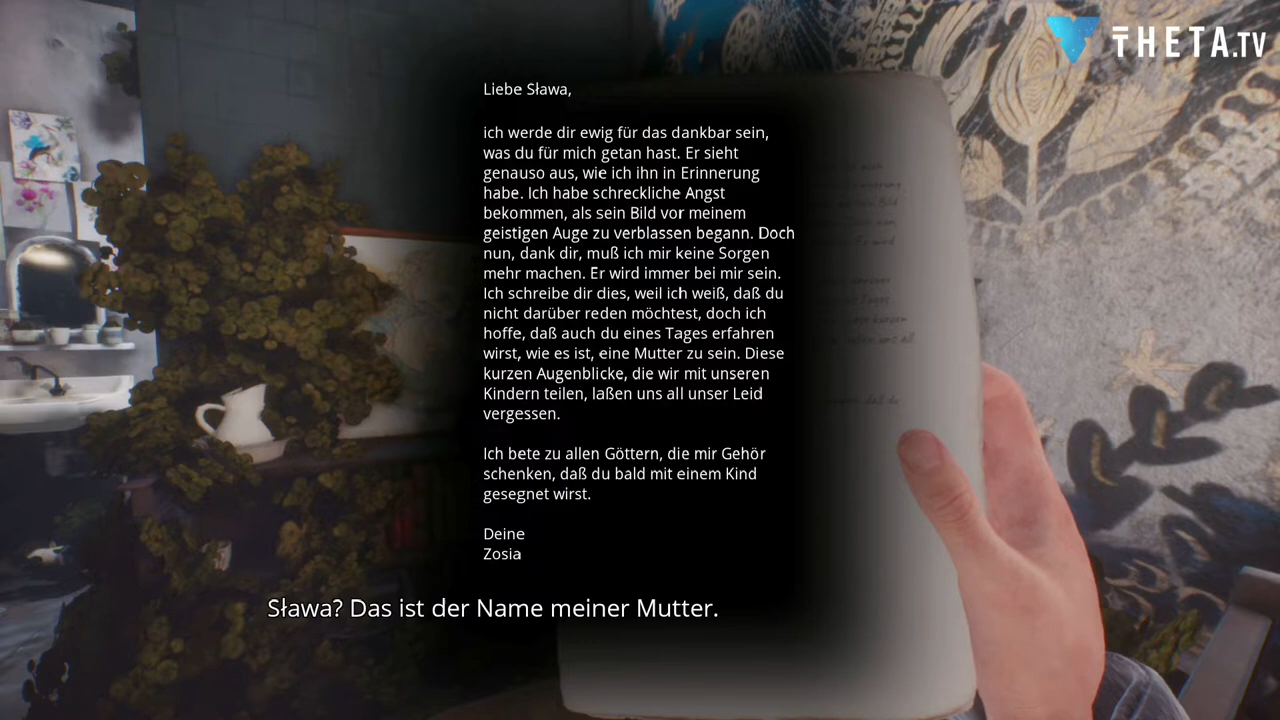 THETA.TV
Liebe Sława,
ich werde dir ewig für das dankbar sein,
was du für mich getan hast. Er sieht
genauso aus, wie ich ihn in Erinnerung
habe. Ich habe schreckliche Angst
bekommen, als sein Bild vor meinem
geistigen Auge zu verblassen begann. Doch
nun, dank dir, muß ich mir keine Sorgen
mehr machen. Er wird immer bei mir sein.
Ich schreibe dir dies, weil ich weiß, daß du
nicht darüber reden möchtest, doch ich
hoffe, daß auch du eines Tages erfahren
wirst, wie es ist, eine Mutter zu sein. Diese
kurzen Augenblicke, die wir mit unseren
Kindern teilen, laßen uns all unser Leid
vergessen.
Ich bete zu allen Göttern, die mir Gehör
schenken, daß du bald mit einem Kind
gesegnet wirst.
Deine
Zosia
Sława? Das ist der Name meiner Mutter.